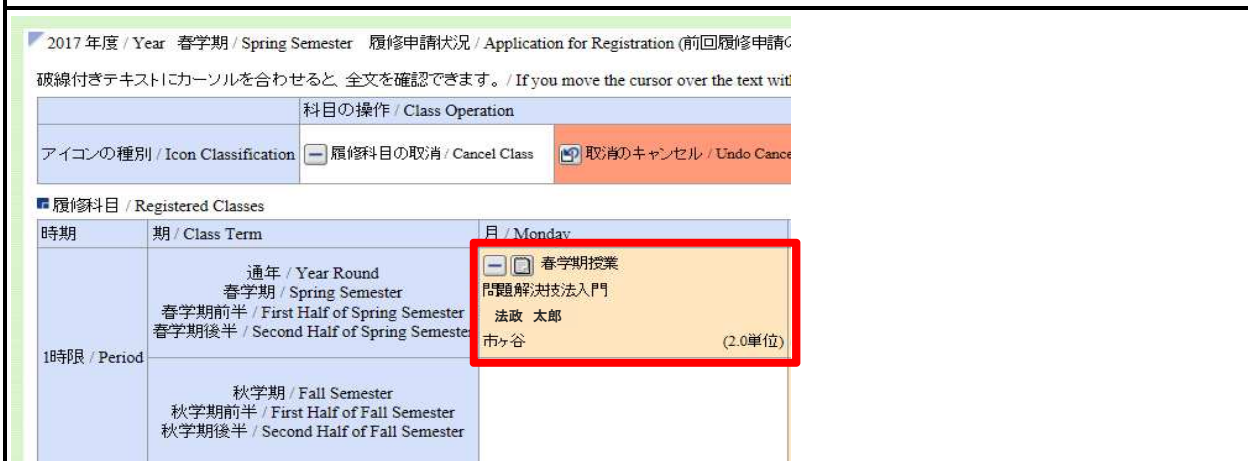 2017 年度 / Year 春学期 / Spring Semester 履修申請状況 / Application for Registration (前回履修申請の
破線付きテキストにカーソルを合わせると、全文を確認できます。/ If you move the cursor over the text with
科目の操作 / Class Operation
アイコンの種別 / Icon Classification 履修科目の取消 / Cancel Class 取消のキャンセル / Undo Cance
履修科目 / Registered Classes
時期 期 / Class Term 月 / Monday
通年 / Year Round
春学期 / Spring Semester
春学期前半 / First Half of Spring Semester
春学期後半 / Second Half of Spring Semester
春学期授業
問題解決技法入門
法政 太郎
市ヶ谷 (2.0単位)
1時限 / Period
秋学期 / Fall Semester
秋学期前半 / First Half of Fall Semester
秋学期後半 / Second Half of Fall Semester